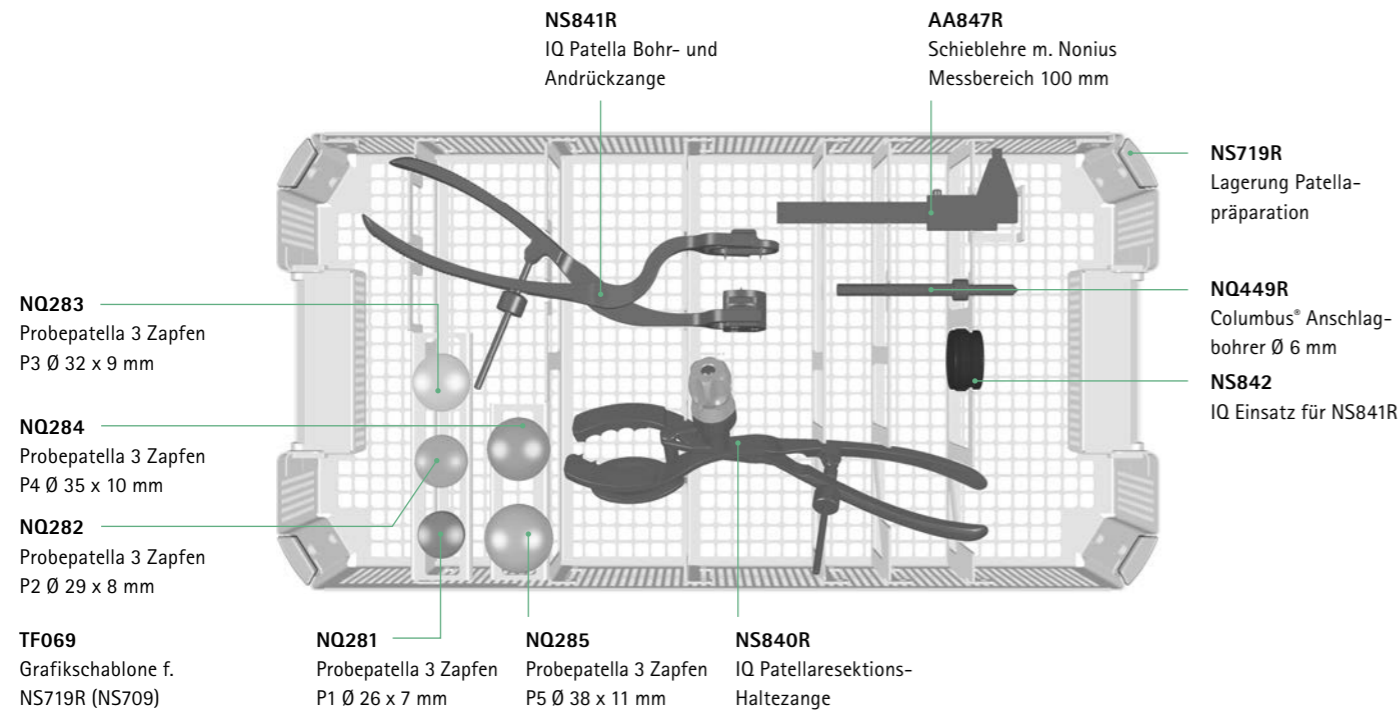 NS841R
IQ Patella Bohr- und
Andrückzange
AA847R
Schieblehre m. Nonius
Messbereich 100 mm
NS719R
Lagerung Patella-
präparation
NQ449R
Columbus® Anschlag-
bohrer Ø 6 mm
NS842
IQ Einsatz für NS841R
NQ283
Probepatella 3 Zapfen
P3 Ø 32 x 9 mm
NQ284
Probepatella 3 Zapfen
P4 Ø 35 x 10 mm
NQ282
Probepatella 3 Zapfen
P2 Ø 29 x 8 mm
TF069
Grafikschablone f.
NS719R (NS709)
NQ281
Probepatella 3 Zapfen
P1 Ø 26 x 7 mm
NQ285
Probepatella 3 Zapfen
P5 Ø 38 x 11 mm
NS840R
IQ Patellaresektions-
Haltezange